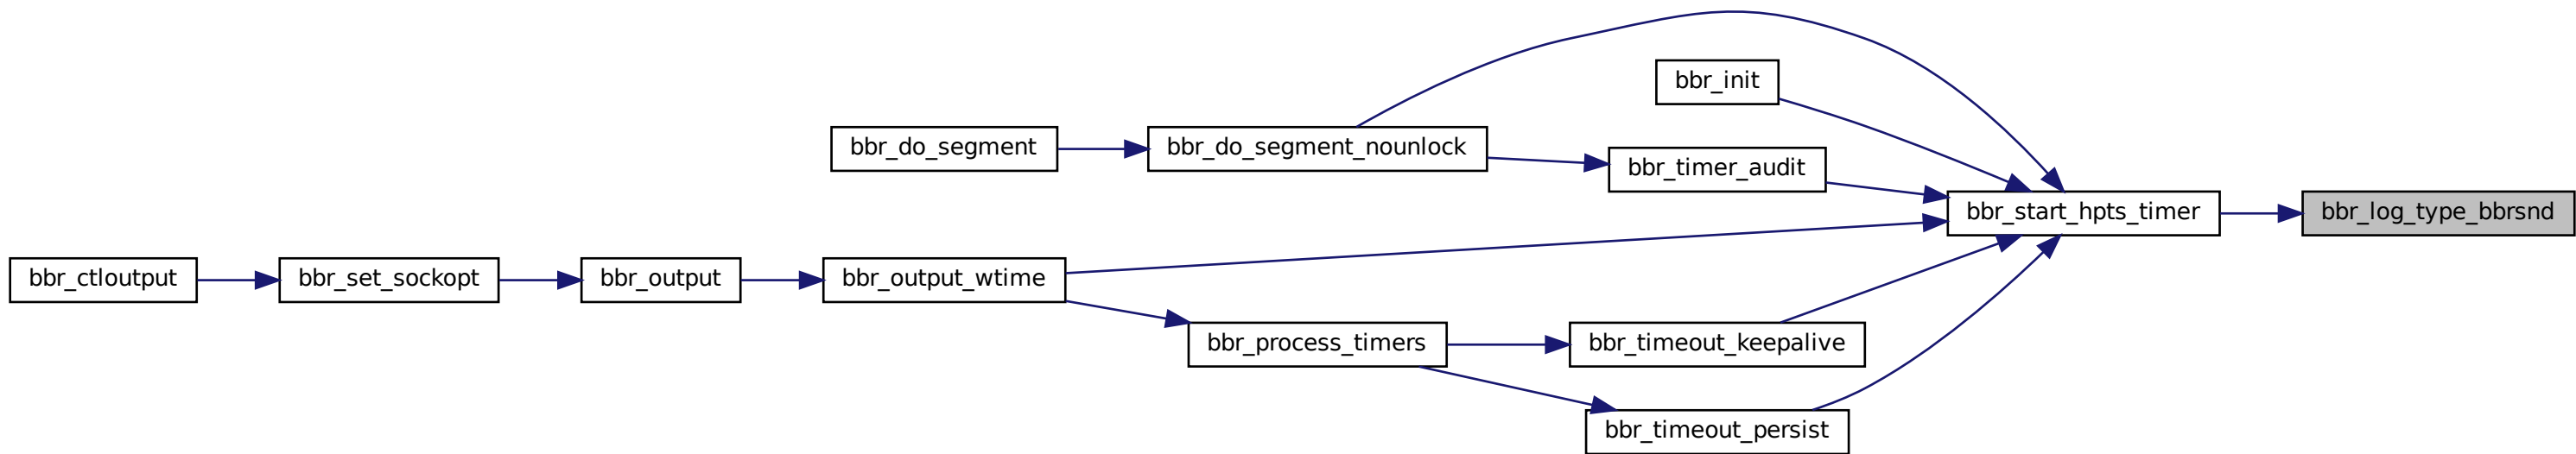 bbr_init
bbr_do_segment
bbr_do_segment_nounlock
bbr_timer_audit
bbr_start_hpts_timer
bbr_log_type_bbrsnd
bbr_ctloutput
bbr_set_sockopt
bbr_output
bbr_output_wtime
bbr_process_timers
bbr_timeout_keepalive
bbr_timeout_persist